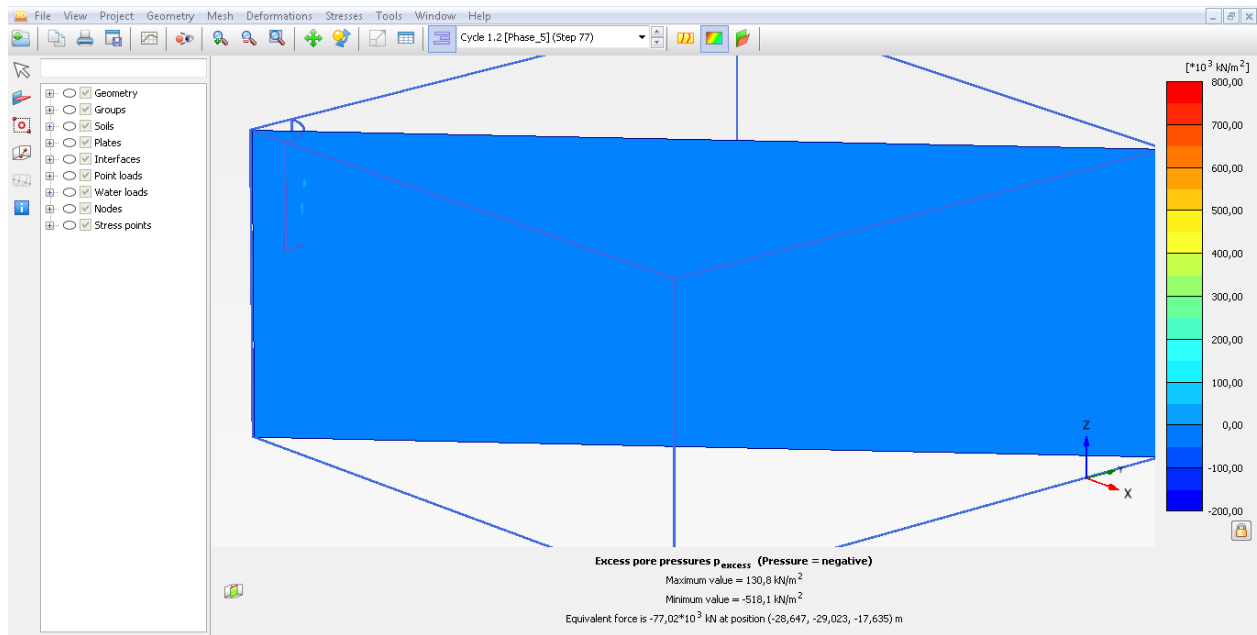 File View Project Geometry Mesh Deformations Stresses Tools Window Help
Cycle 1.2 [Phase_5] (Step 77)
Geometry
Groups
Soils
Plates
Interfaces
Point loads
Water loads
Nodes
Stress points
[*10³ kN/m²]
800,00
700,00
600,00
500,00
400,00
300,00
200,00
100,00
0,00
-100,00
-200,00
Z
Y
X
Excess pore pressures p_excess (Pressure = negative)
Maximum value = 130,8 kN/m²
Minimum value = -518,1 kN/m²
Equivalent force is -77,02*10³ kN at position (-28,647, -29,023, -17,635) m